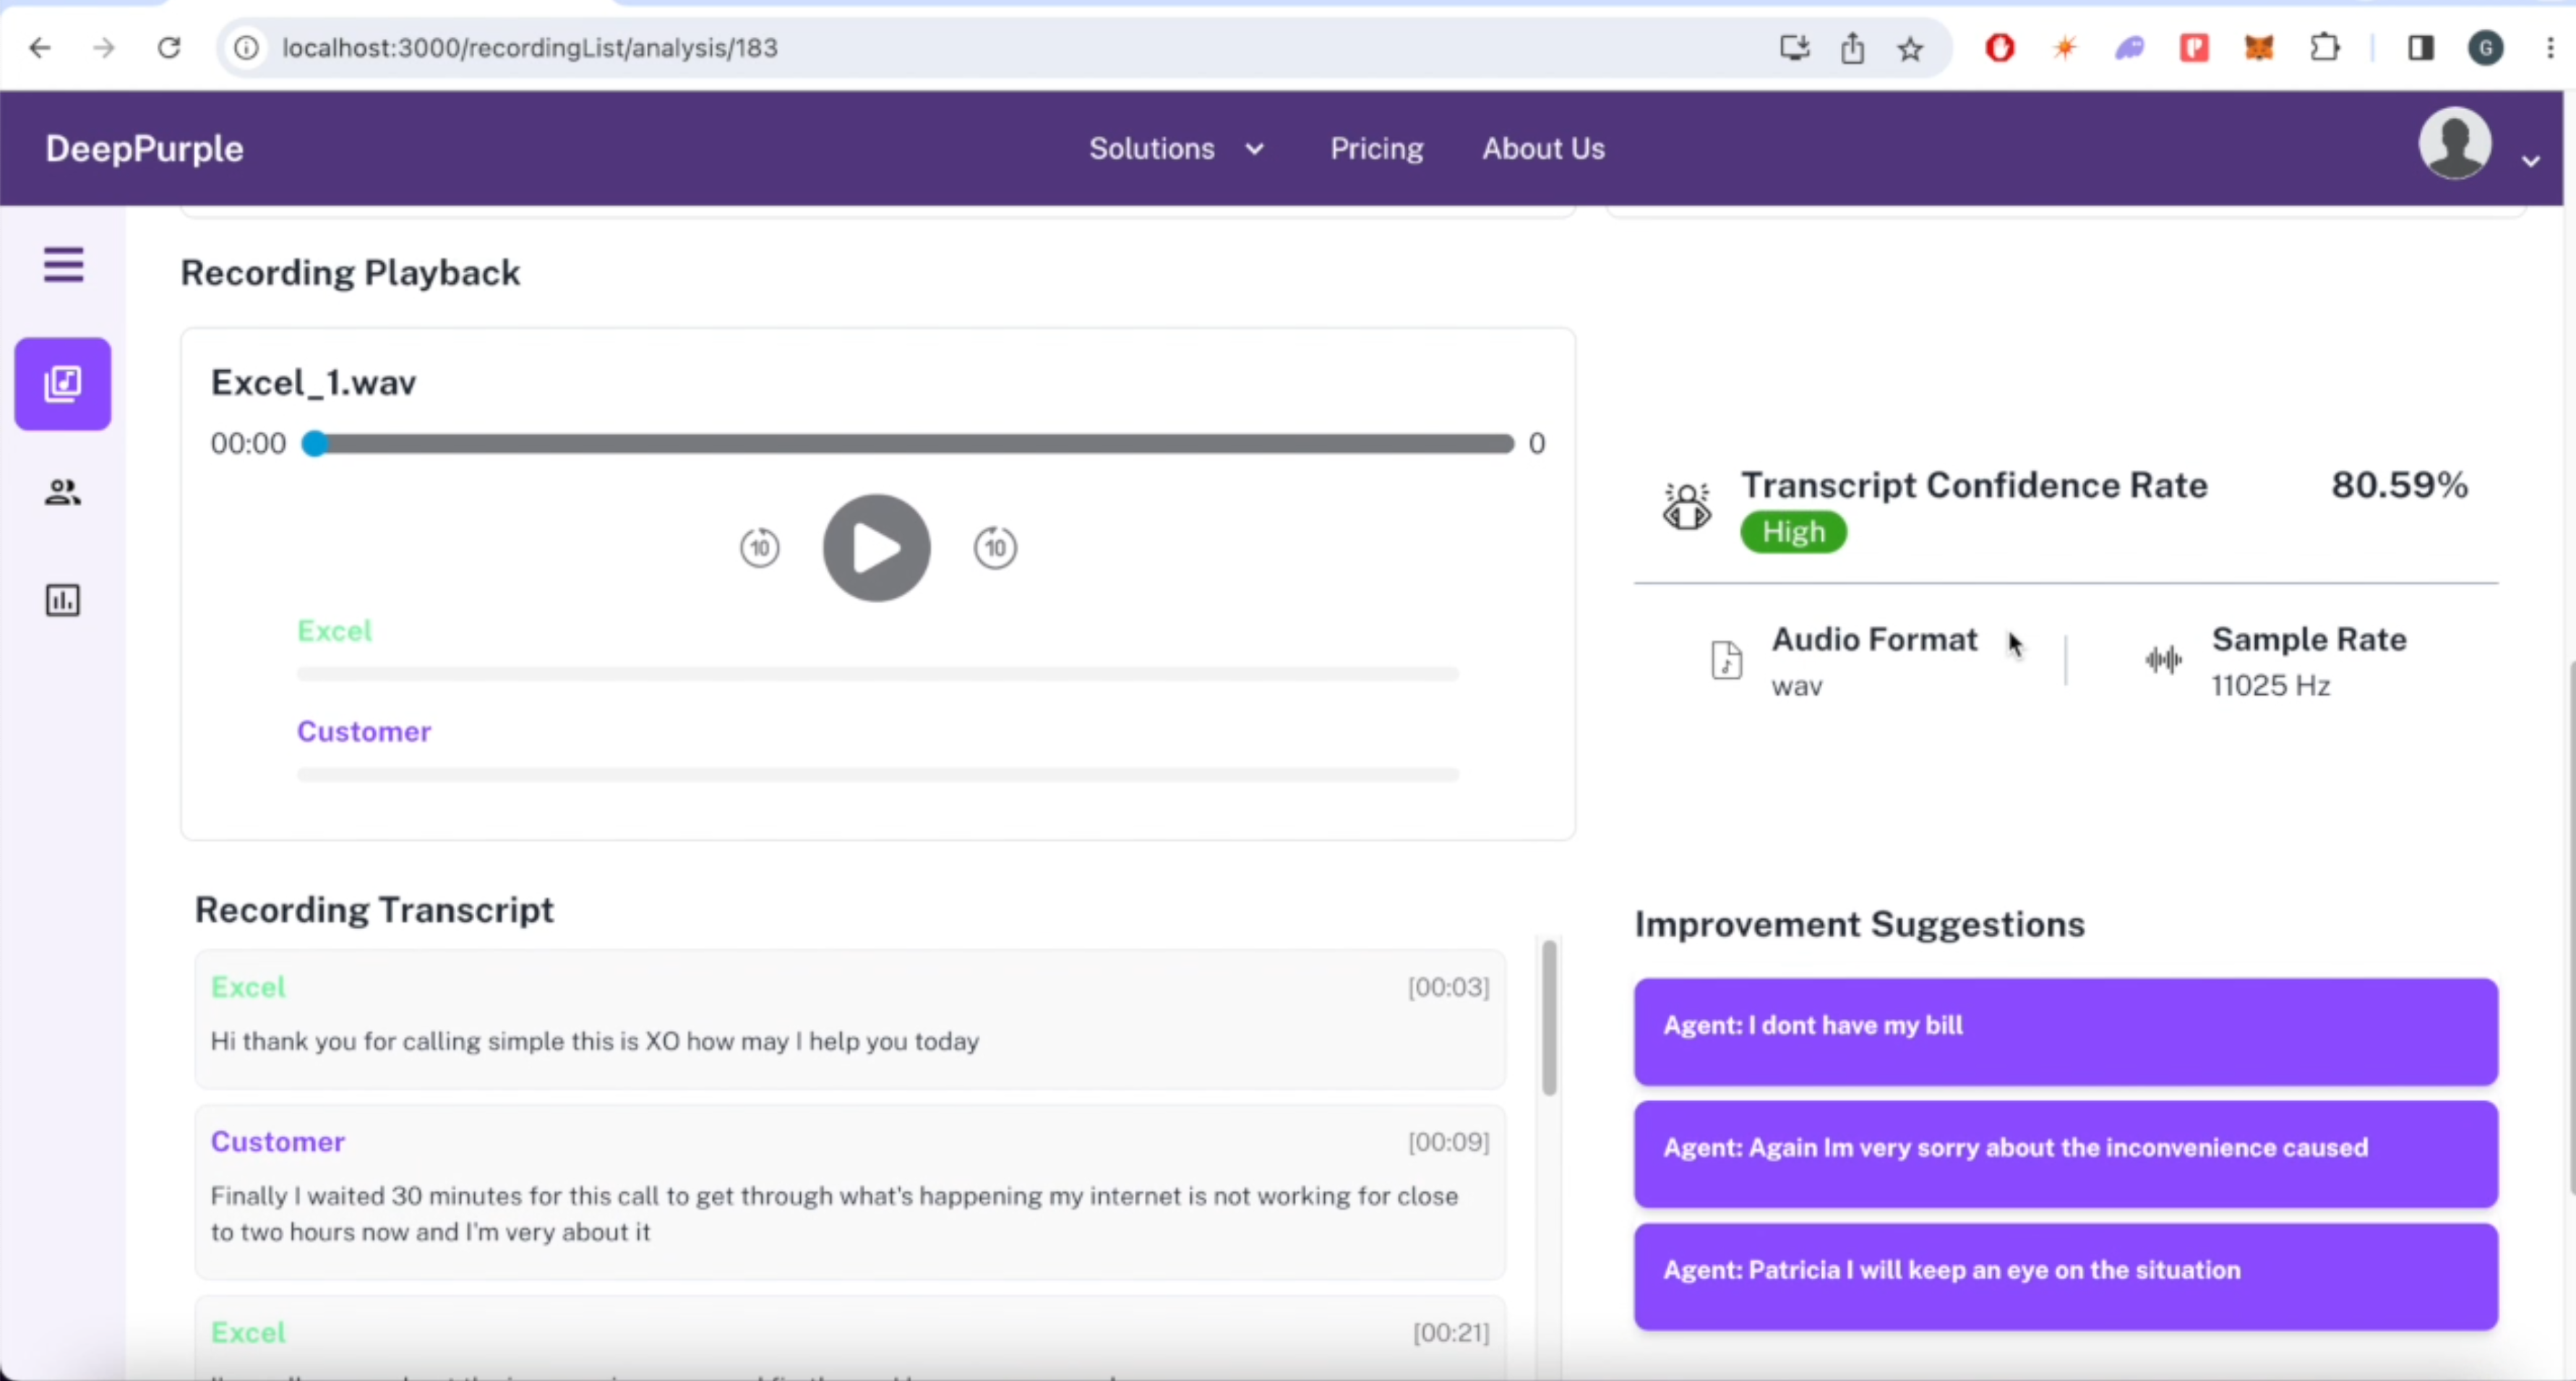 localhost:3000/recordingList/analysis/183
G
DeepPurple
Solutions
Pricing
About Us
Recording Playback
Excel_1.wav
00:00
0
10
10
Excel
Customer
Transcript Confidence Rate
80.59%
High
Audio Format
wav
Sample Rate
11025 Hz
Recording Transcript
Excel
[00:03]
Hi thank you for calling simple this is XO how may I help you today
Customer
[00:09]
Finally I waited 30 minutes for this call to get through what's happening my internet is not working for close
to two hours now and I'm very about it
Excel
[00:21]
Improvement Suggestions
Agent: I dont have my bill
Agent: Again Im very sorry about the inconvenience caused
Agent: Patricia I will keep an eye on the situation